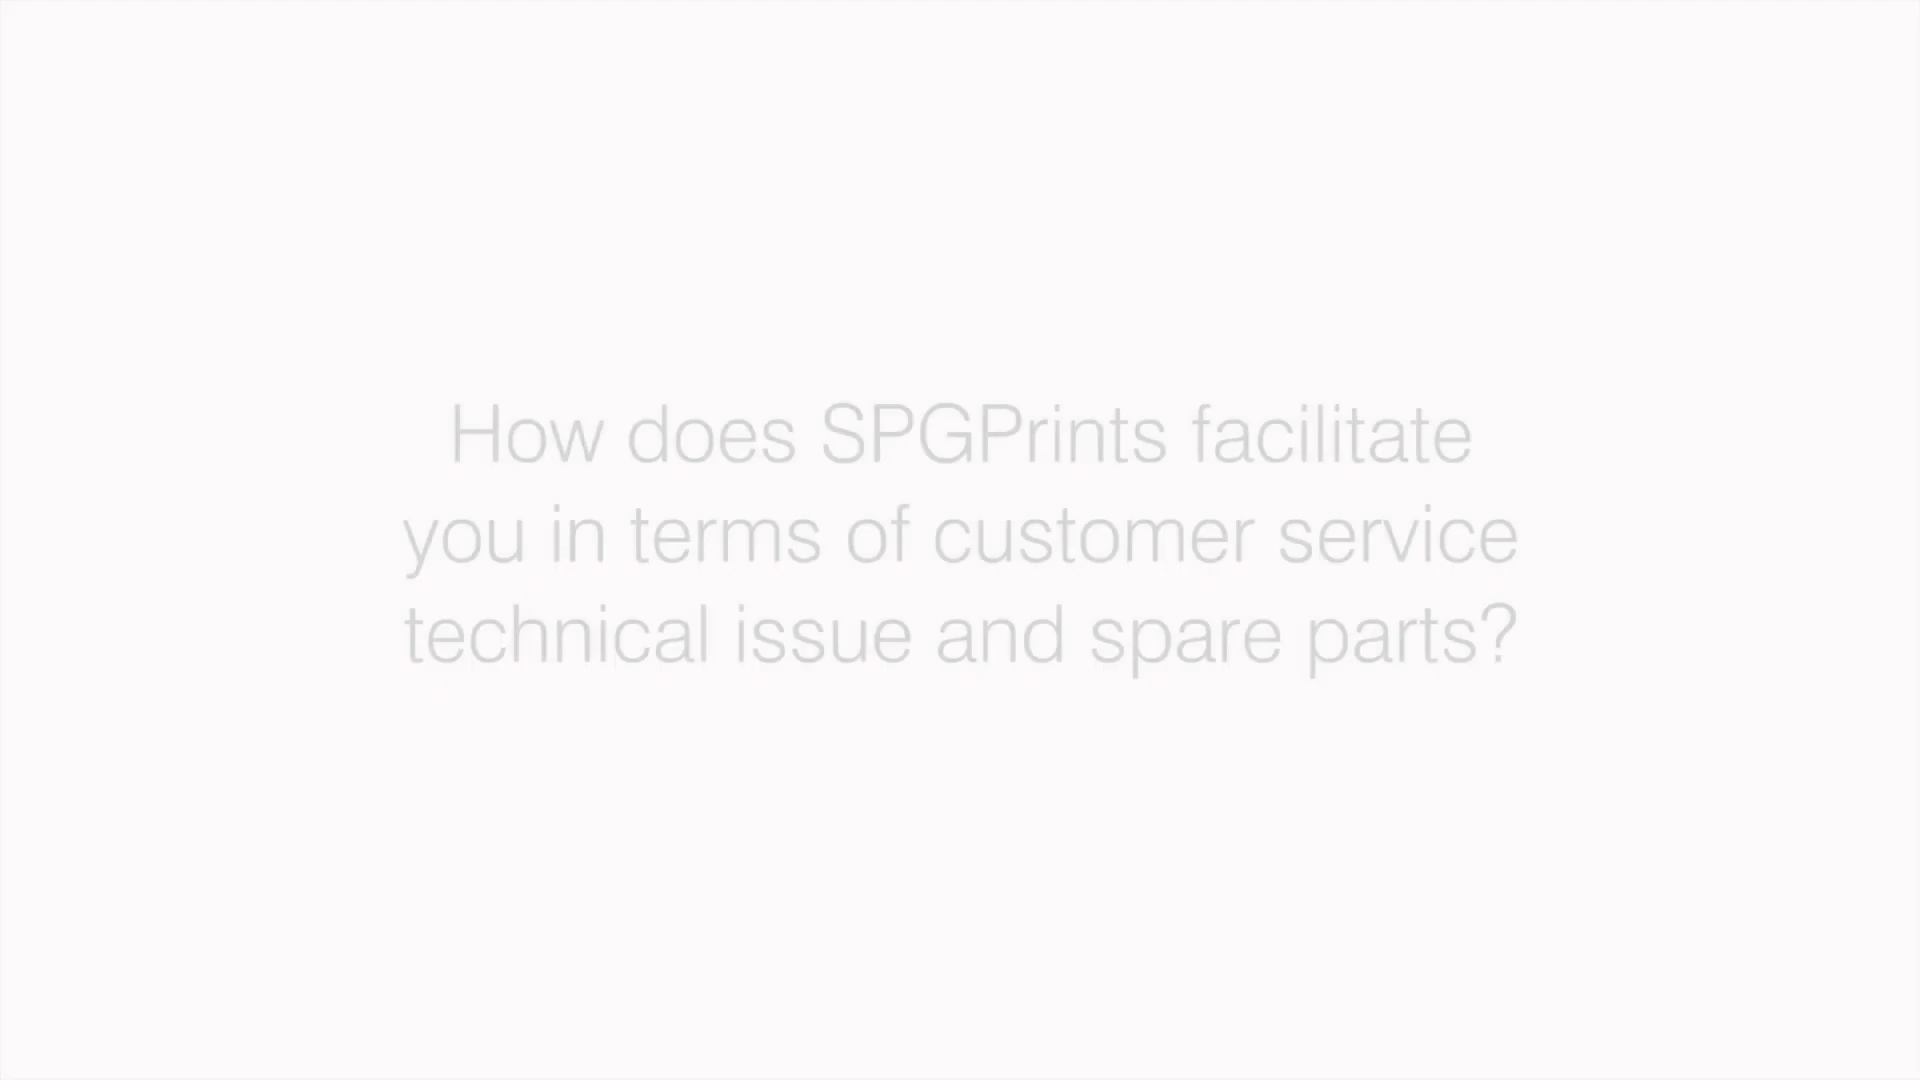 How does SPGPrints facilitate
you in terms of customer service
technical issue and spare parts?